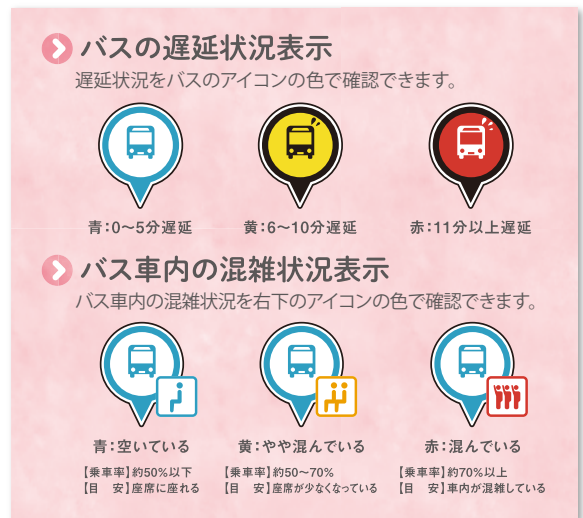 バスの遅延状況表示
遅延状況をバスのアイコンの色で確認できます。
青：0〜5分遅延
黄：6〜10分遅延
赤：11分以上遅延
バス車内の混雑状況表示
バス車内の混雑状況を右下のアイコンの色で確認できます。
青：空いている
【乗車率】約50%以下
【目　安】座席に座れる
黄：やや混んでいる
【乗車率】約50〜70%
【目　安】座席が少なくなっている
赤：混んでいる
【乗車率】約70%以上
【目　安】車内が混雑している